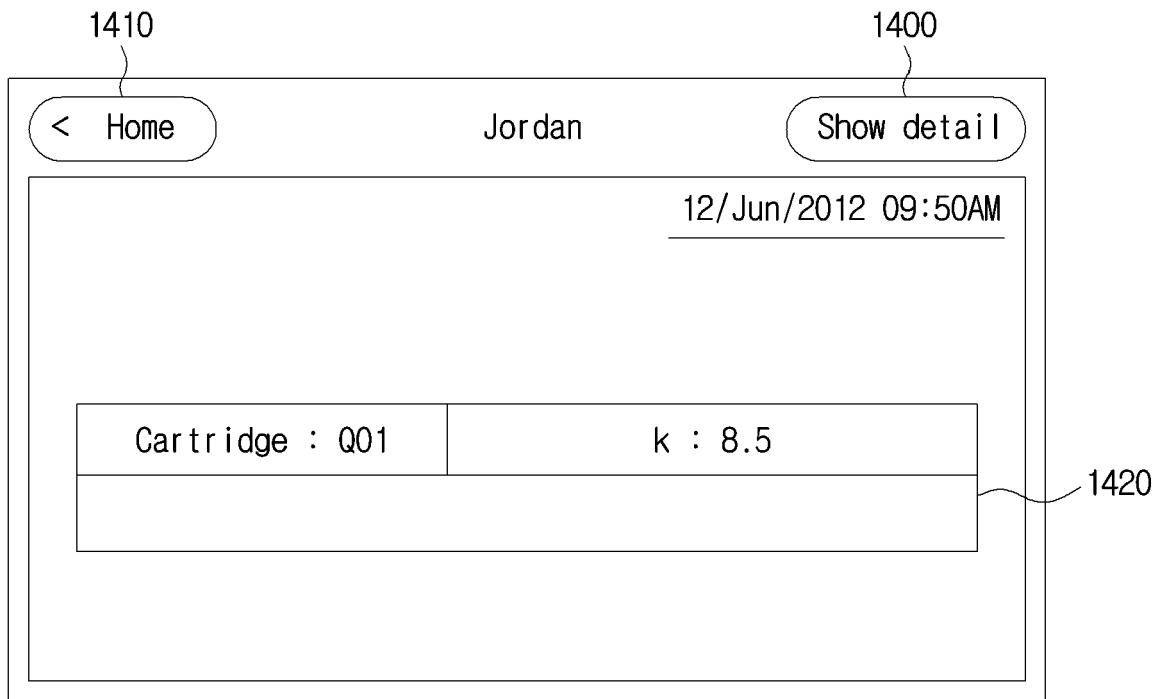 1410 1400
< Home Jordan Show detail
12/Jun/2012 09:50AM
Cartridge : Q01 k : 8.5
1420